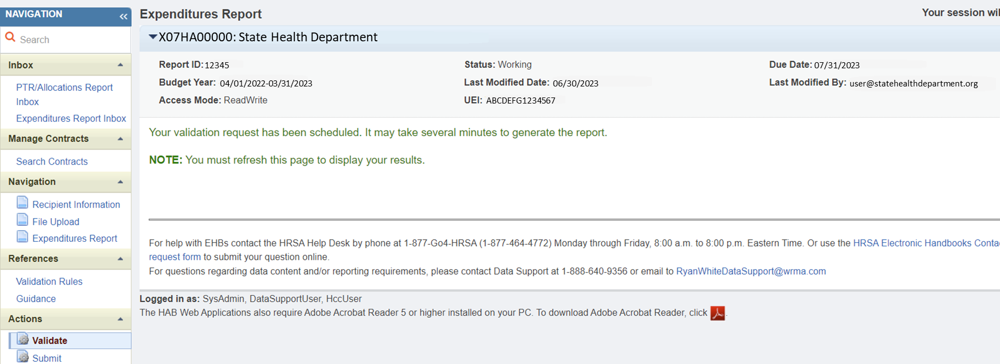 NAVIGATION «
Search
Inbox
PTR/Allocations Report
Inbox
Expenditures Report Inbox
Manage Contracts
Search Contracts
Navigation
Recipient Information
File Upload
Expenditures Report
References
Validation Rules
Guidance
Actions
Validate
Submit
Expenditures Report
Your session wil
X07HA00000: State Health Department
Report ID: 12345
Status: Working
Due Date: 07/31/2023
Budget Year: 04/01/2022-03/31/2023
Last Modified Date: 06/30/2023
Last Modified By: user@statehealthdepartment.org
Access Mode: ReadWrite
UEI: ABCDEFG1234567
Your validation request has been scheduled. It may take several minutes to generate the report.
NOTE: You must refresh this page to display your results.
For help with EHBs contact the HRSA Help Desk by phone at 1-877-Go4-HRSA (1-877-464-4772) Monday through Friday, 8:00 a.m. to 8:00 p.m. Eastern Time. Or use the HRSA Electronic Handbooks Conta
request form to submit your question online.
For questions regarding data content and/or reporting requirements, please contact Data Support at 1-888-640-9356 or email to RyanWhiteDataSupport@wrma.com
Logged in as: SysAdmin, DataSupportUser, HccUser
The HAB Web Applications also require Adobe Acrobat Reader 5 or higher installed on your PC. To download Adobe Acrobat Reader, click .